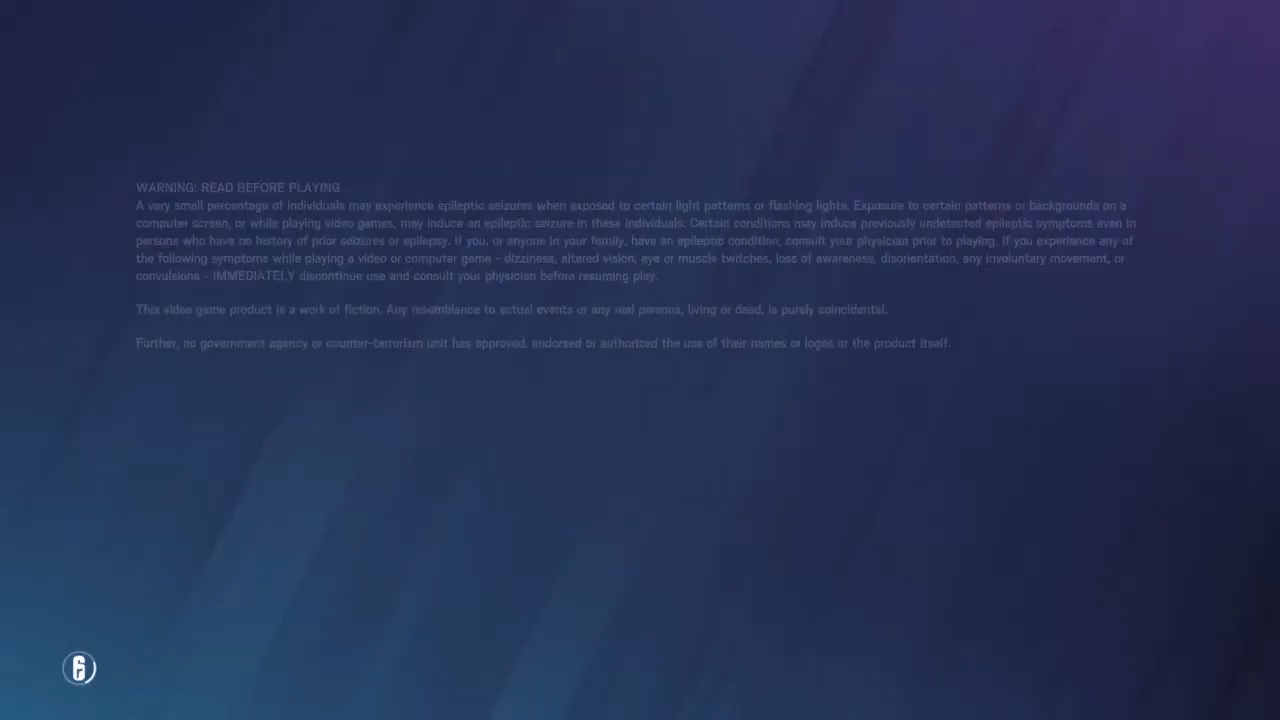 WARNING: READ BEFORE PLAYING
A very small percentage of individuals may experience epileptic seizures when exposed to certain light patterns or flashing lights. Exposure to certain patterns or backgrounds on a
computer screen, or while playing video games, may induce an epileptic seizure in these individuals. Certain conditions may induce previously undetected epileptic symptoms even in
persons who have no history of prior seizures or epilepsy. If you, or anyone in your family, have an epileptic condition, consult your physician prior to playing. If you experience any of
the following symptoms while playing a video or computer game - dizziness, altered vision, eye or muscle twitches, loss of awareness, disorientation, any involuntary movement, or
convulsions - IMMEDIATELY discontinue use and consult your physician before resuming play.
This video game product is a work of fiction. Any resemblance to actual events or any real persons, living or dead, is purely coincidental.
Further, no government agency or counter-terrorism unit has approved, endorsed or authorized the use of their names or logos or the product itself.
6